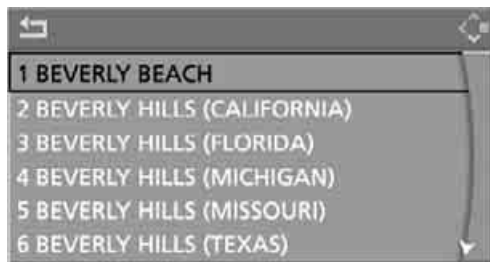 1 BEVERLY BEACH
2 BEVERLY HILLS (CALIFORNIA)
3 BEVERLY HILLS (FLORIDA)
4 BEVERLY HILLS (MICHIGAN)
5 BEVERLY HILLS (MISSOURI)
6 BEVERLY HILLS (TEXAS)